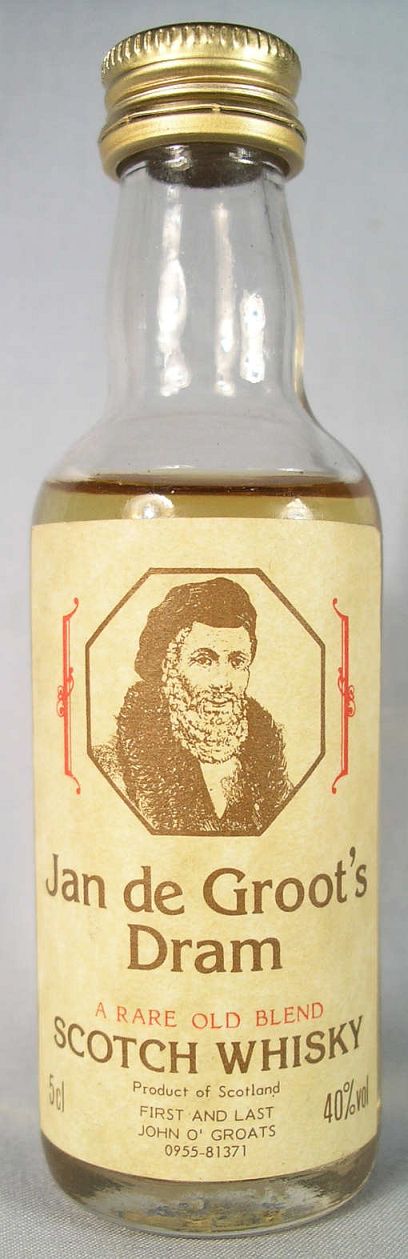 Jan de Groot's
Dram
A RARE OLD BLEND
SCOTCH WHISKY
Product of Scotland
5cl
40%vol
FIRST AND LAST
JOHN O' GROATS
0955-81371